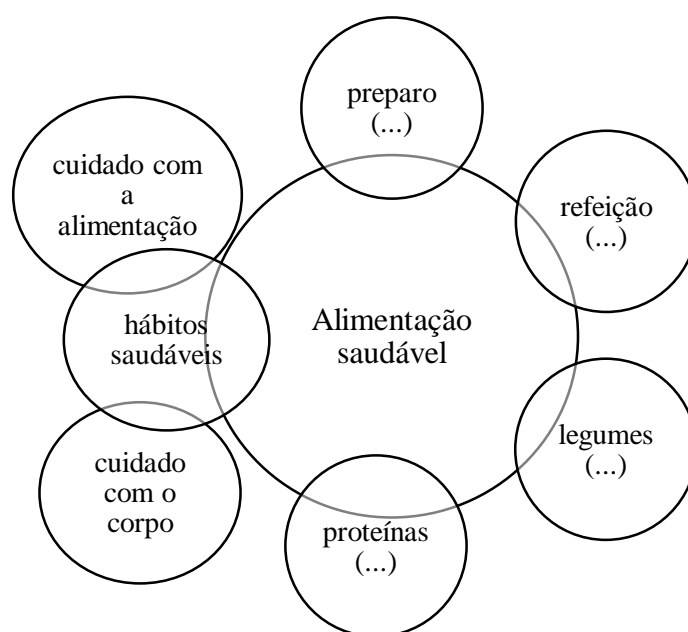 preparo
(...)
cuidado com
a
alimentação
refeição
(...)
hábitos
saudáveis
Alimentação
saudável
legumes
(...)
cuidado
com o
corpo
proteínas
(...)